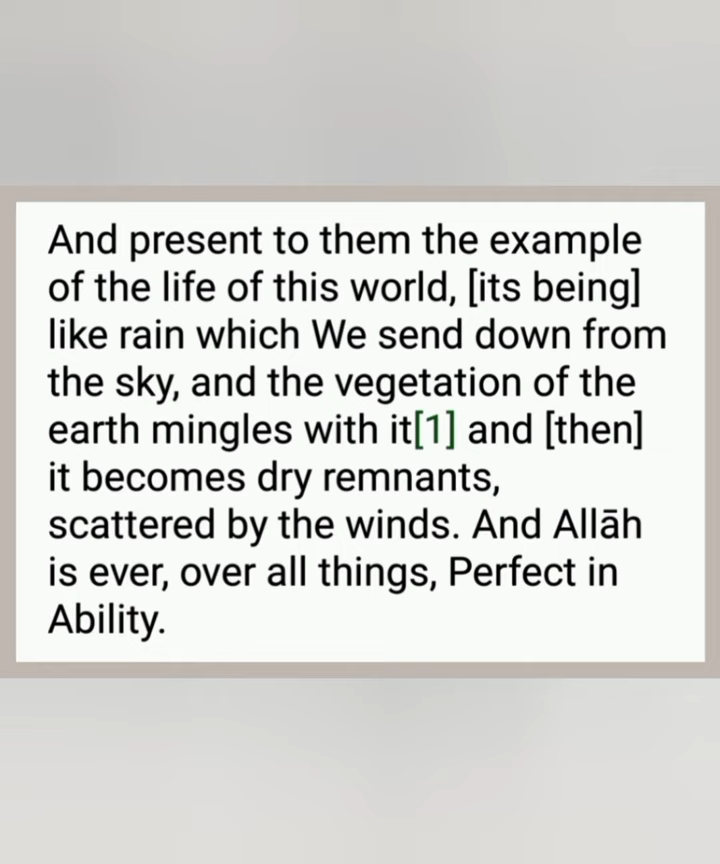 And present to them the example
of the life of this world, [its being]
like rain which We send down from
the sky, and the vegetation of the
earth mingles with it[1] and [then]
it becomes dry remnants,
scattered by the winds. And Allāh
is ever, over all things, Perfect in
Ability.